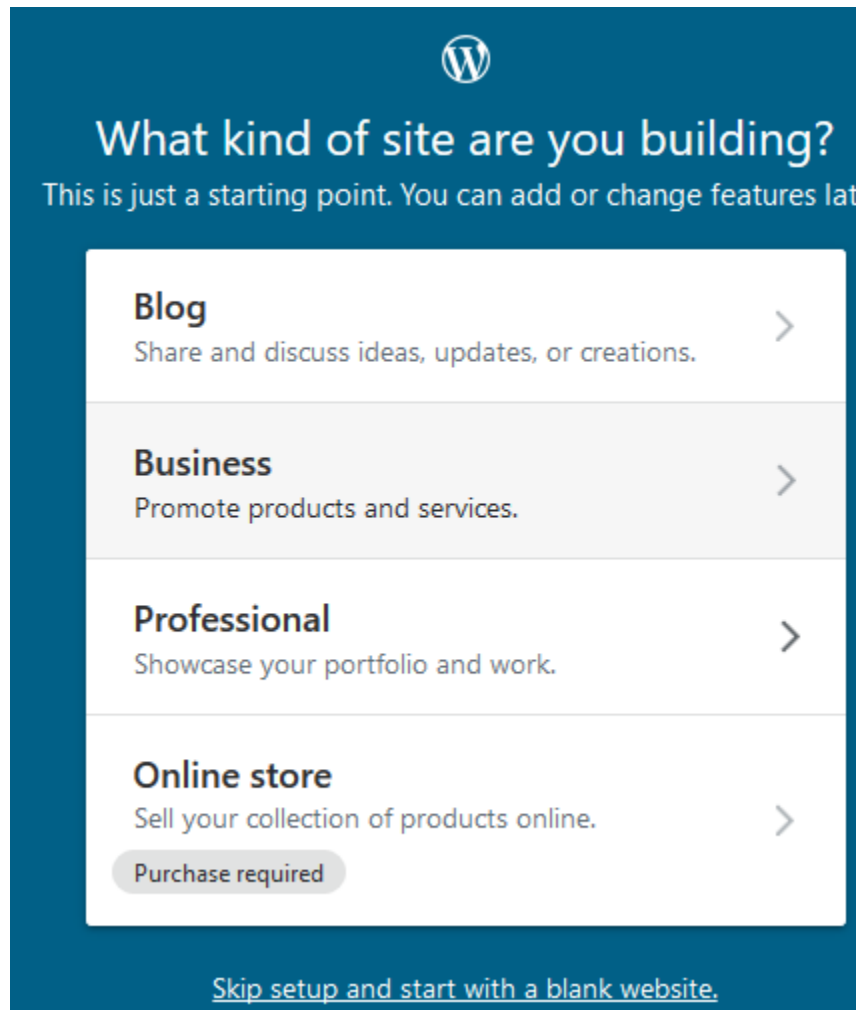 What kind of site are you building?
This is just a starting point. You can add or change features lat
Blog
Share and discuss ideas, updates, or creations.
Business
Promote products and services.
Professional
Showcase your portfolio and work.
Online store
Sell your collection of products online.
Purchase required
Skip setup and start with a blank website.